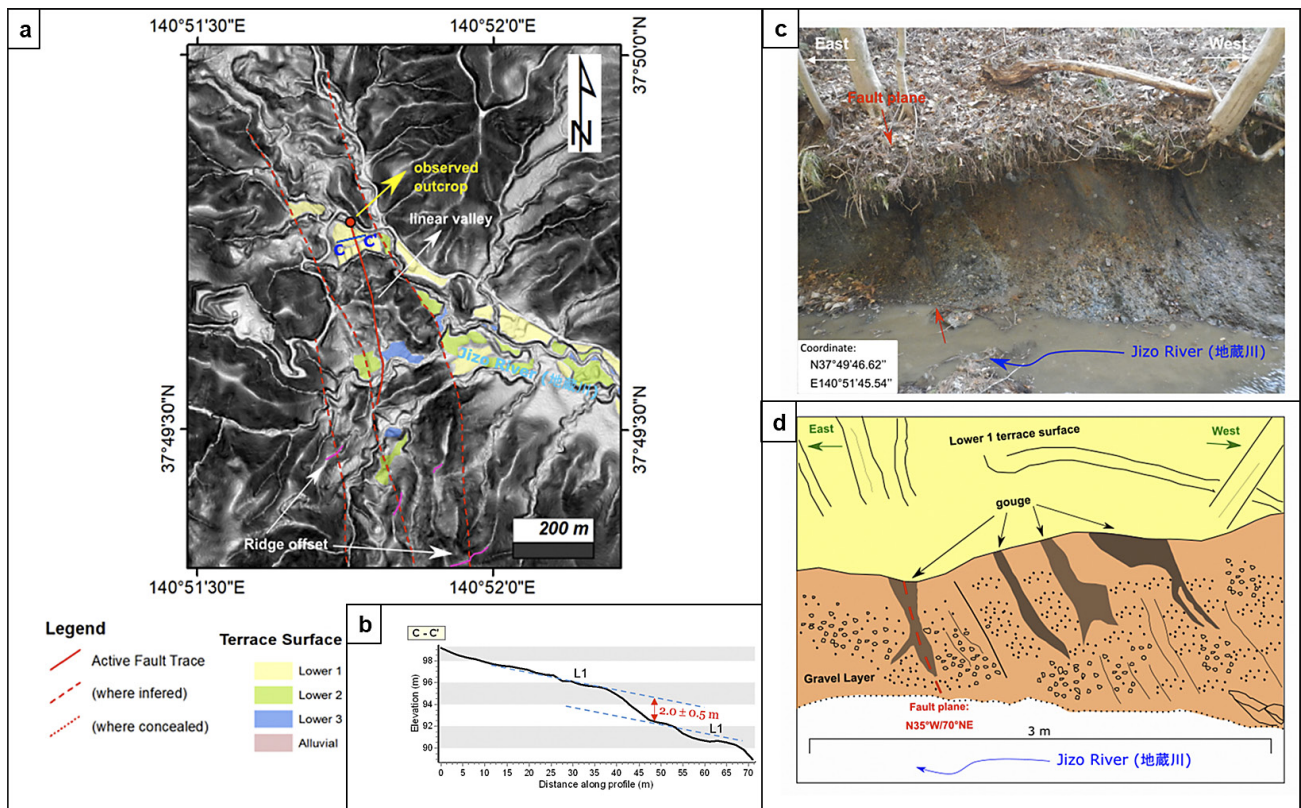 a
140°51'30"E
140°52'0"E
37°50'0"N
N
observed
outcrop
linear valley
C
C'
Jizo River (地蔵川)
37°49'30"N
37°49'30"N
Ridge offset
200 m
140°51'30"E
140°52'0"E
Legend
Active Fault Trace
(where infered)
(where concealed)
Terrace Surface
Lower 1
Lower 2
Lower 3
Alluvial
b
C - C'
Elevation (m)
98
96
94
92
90
L1
2.0 ± 0.5 m
L1
0 5 10 15 20 25 30 35 40 45 50 55 60 65 70
Distance along profile (m)
c
East
West
Fault plane
Coordinate:
N37°49'46.62"
E140°51'45.54"
Jizo River (地蔵川)
d
East
Lower 1 terrace surface
West
gouge
Gravel Layer
Fault plane:
N35°W/70°NE
3 m
Jizo River (地蔵川)